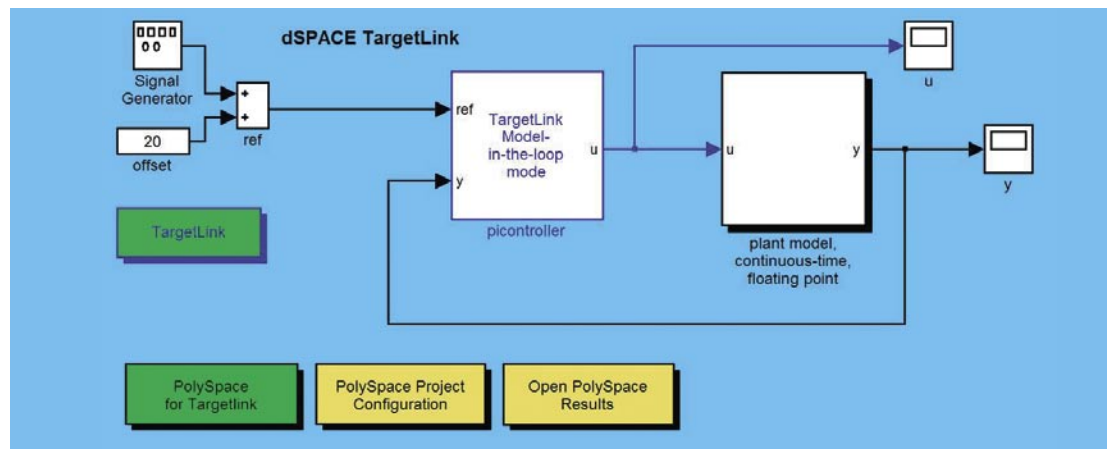 dSPACE TargetLink
Signal
Generator
+
+
ref
20
offset
ref
y
TargetLink
Model-
in-the-loop
mode
u
picontroller
u
y
plant model,
continuous-time,
floating point
u
y
TargetLink
PolySpace
for Targetlink
PolySpace Project
Configuration
Open PolySpace
Results